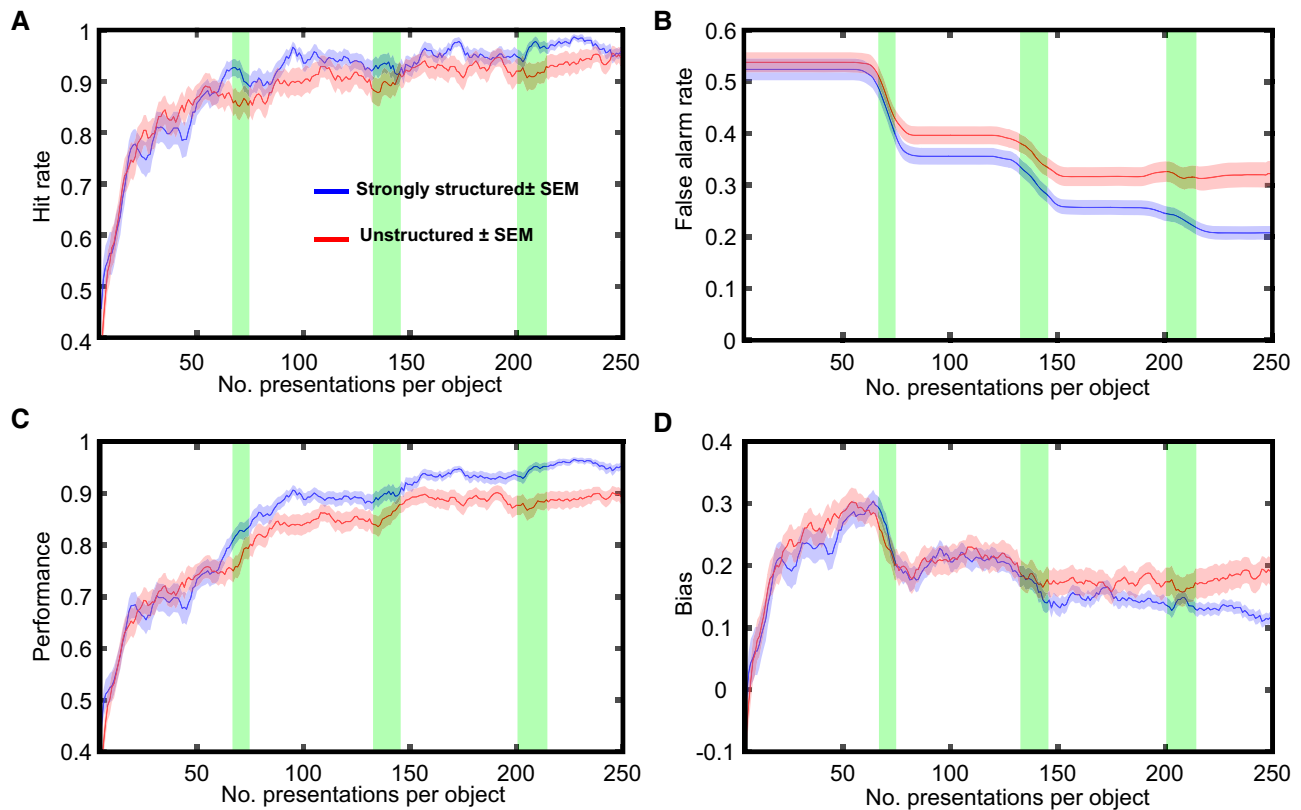 A
Hit rate
1
0.9
0.8
0.7
0.6
0.5
0.4
50 100 150 200 250
No. presentations per object
Strongly structured± SEM
Unstructured ± SEM
B
False alarm rate
0.6
0.5
0.4
0.3
0.2
0.1
0
50 100 150 200 250
No. presentations per object
C
Performance
1
0.9
0.8
0.7
0.6
0.5
0.4
50 100 150 200 250
No. presentations per object
D
Bias
0.4
0.3
0.2
0.1
0
-0.1
50 100 150 200 250
No. presentations per object